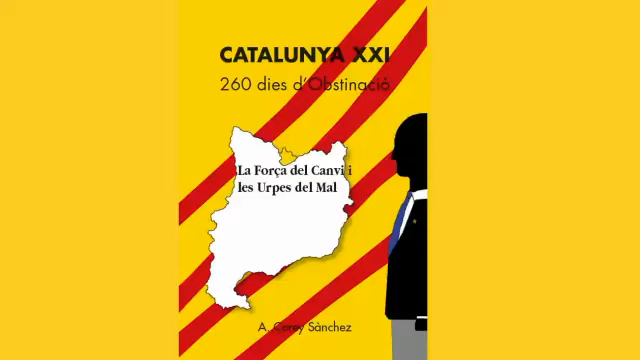 CATALUNYA XXI
260 dies d'Obstinació
La Força del Canvi i
les Urpes del Mal
A. Corey Sànchez